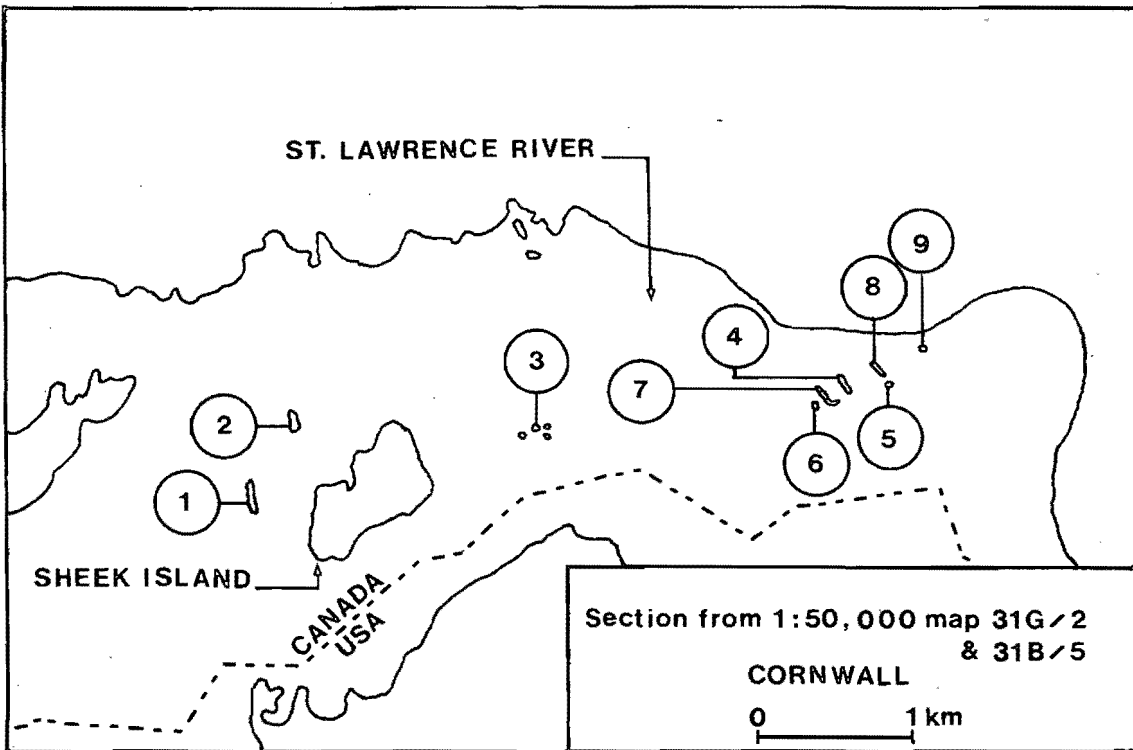 ST. LAWRENCE RIVER
9
8
4
3
7
2
5
6
1
SHEEK ISLAND
CANADA
USA
Section from 1:50,000 map 31G/2
& 31B/5
CORNWALL
0 1 km